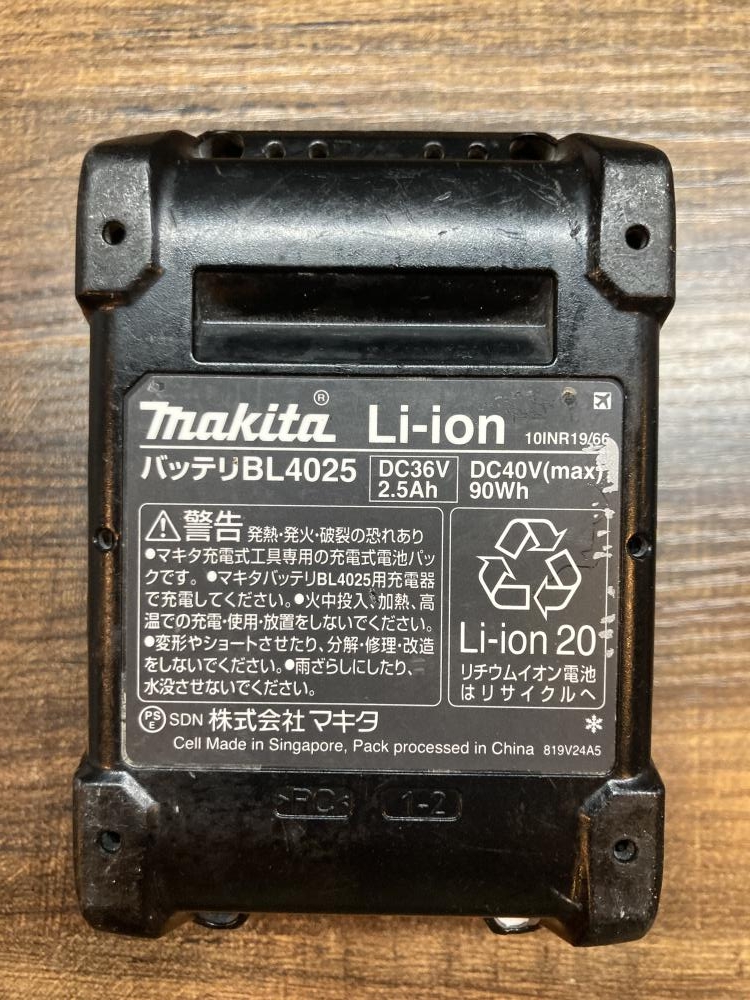 makita® Li-ion 10INR19/66
バッテリBL4025 DC36V 2.5Ah DC40V(max) 90Wh
警告 発熱・発火・破裂の恐れあり
●マキタ充電式工具専用の充電式電池パッ
クです。●マキタバッテリBL4025用充電器
で充電してください。●火中投入、加熱、高
温での充電・使用・放置をしないでください。
●変形やショートさせたり、分解・修理・改造
をしないでください。●雨ざらしにしたり、
水没させないでください。
Li-ion 20
リチウムイオン電池
はリサイクルへ
PSE SDN 株式会社マキタ
Cell Made in Singapore, Pack processed in China 819V24A5
>PC< 1-2